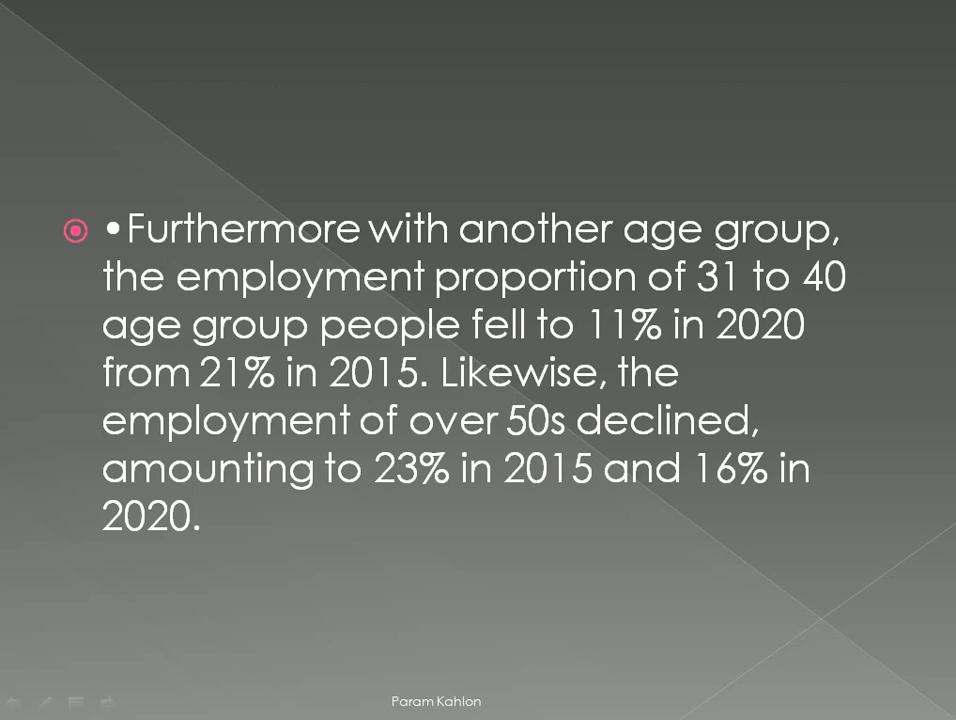 •Furthermore with another age group,
the employment proportion of 31 to 40
age group people fell to 11% in 2020
from 21% in 2015. Likewise, the
employment of over 50s declined,
amounting to 23% in 2015 and 16% in
2020.
Param Kahlon